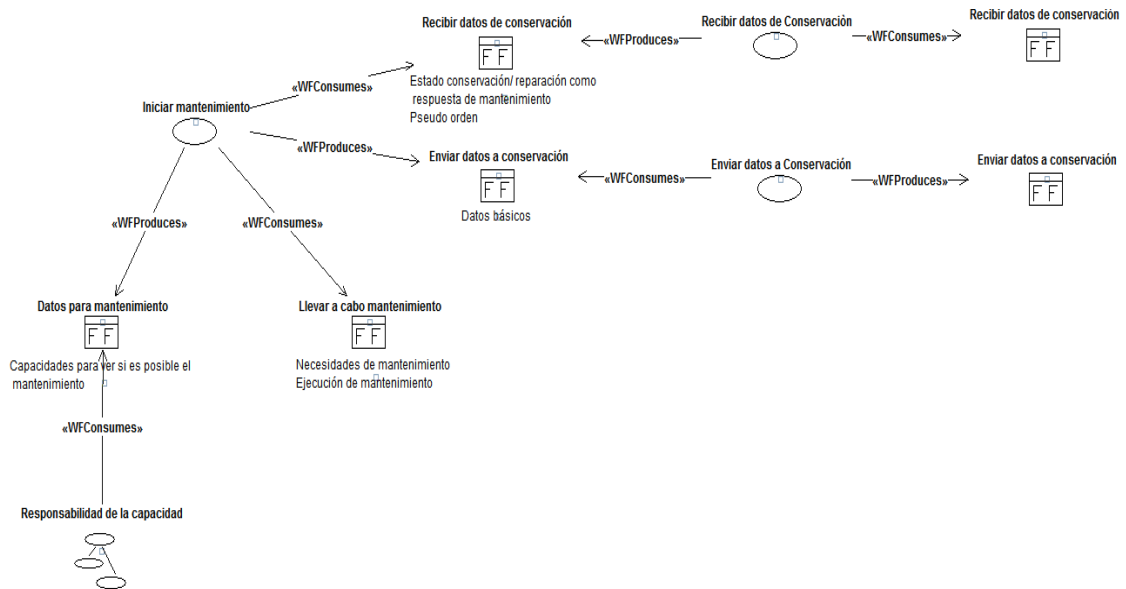 Recibir datos de conservación
Recibir datos de Conservaciòn
Recibir datos de conservaciòn
«WFProduces»
«WFConsumes»
F F
F F
«WFConsumes»
Estado conservación/ reparación como
respuesta de mantenimiento
Pseudo orden
Iniciar mantenimiento
«WFProduces»
Enviar datos a conservación
Enviar datos a Conservación
Enviar datos a conservación
«WFConsumes»
«WFProduces»
F F
F F
Datos básicos
«WFProduces»
«WFConsumes»
Datos para mantenimiento
Llevar a cabo mantenimiento
F F
F F
Capacidades para ver si es posible el
mantenimiento
Necesidades de mantenimiento
Ejecución de mantenimiento
«WFConsumes»
Responsabilidad de la capacidad